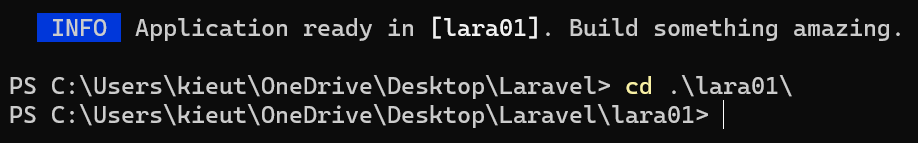 INFO Application ready in [lara01]. Build something amazing.
PS C:\Users\kieut\OneDrive\Desktop\Laravel> cd .\lara01\
PS C:\Users\kieut\OneDrive\Desktop\Laravel\lara01>